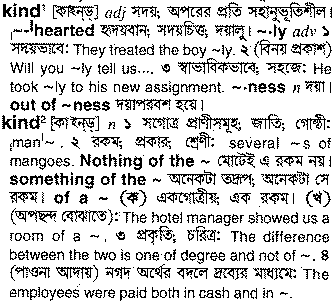 kind¹ [কাইন্‌ড্] adj সদয়; অপরের প্রতি সহানুভূতিশীল।
~-hearted হৃদয়বান; সদয়চিত্ত; দয়ালু। ~.ly adv ১
সদয়ভাবে: They treated the boy ~ly. ২ (বিনয় প্রকাশ)
Will you ~ly tell us.... ৩ স্বাভাবিকভাবে; সহজে: He
took ~ly to his new assignment. ~.ness n দয়া।
out of ~ness দয়াপরবশ হয়ে।
kind² [কাইন্‌ড্] n ১ সগোত্র প্রাণীসমূহ; জাতি; গোষ্ঠী:
man~. ২ রকম; প্রকার; শ্রেণী: several ~s of
mangoes. Nothing of the ~ মোটেই এ রকম নয়।
something of the ~ অনেকটা তদ্রূপ; অনেকটা সে
রকম। of a ~ (ক) একগোত্রীয়; এক রকম। (খ)
(অপছন্দ বোঝাতে): The hotel manager showed us a
room of a ~. ৩ প্রকৃতি; চরিত্র: The difference
between the two is one of degree and not of ~. ৪
(পাওনা আদায়) নগদ অর্থের বদলে দ্রব্যের মাধ্যমে: The
employees were paid both in cash and in ~.